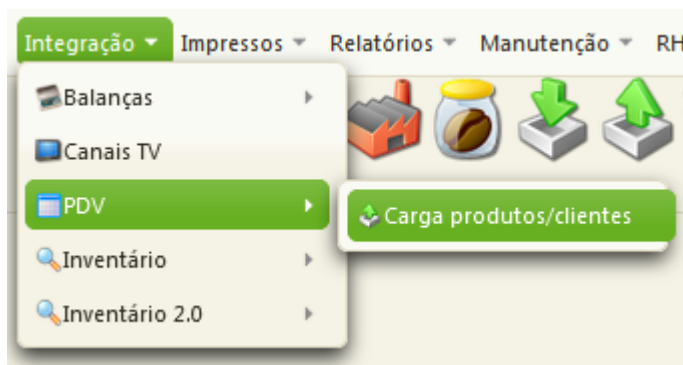 Integração Impressos Relatórios Manutenção RH
Balanças
Canais TV
PDV
Carga produtos/clientes
Inventário
Inventário 2.0